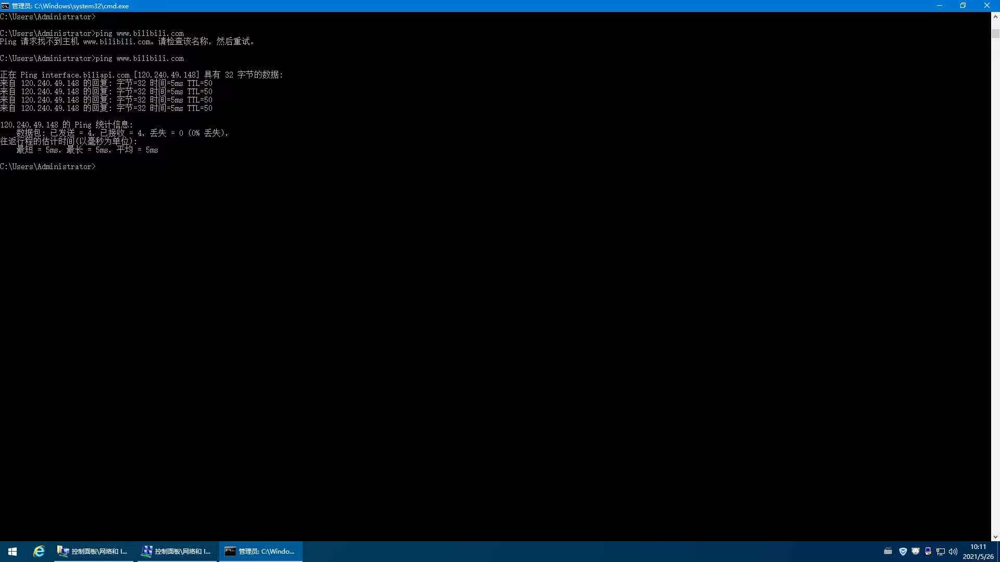 管理员: C:\Windows\system32\cmd.exe
C:\Users\Administrator>
C:\Users\Administrator>ping www.bilibili.com
Ping 请求找不到主机 www.bilibili.com。请检查该名称，然后重试。
C:\Users\Administrator>ping www.bilibili.com
正在 Ping interface.biliapi.com [120.240.49.148] 具有 32 字节的数据:
来自 120.240.49.148 的回复: 字节=32 时间=5ms TTL=50
来自 120.240.49.148 的回复: 字节=32 时间=5ms TTL=50
来自 120.240.49.148 的回复: 字节=32 时间=5ms TTL=50
来自 120.240.49.148 的回复: 字节=32 时间=5ms TTL=50
120.240.49.148 的 Ping 统计信息:
数据包: 已发送 = 4，已接收 = 4，丢失 = 0 (0% 丢失)，
往返行程的估计时间(以毫秒为单位):
最短 = 5ms，最长 = 5ms，平均 = 5ms
C:\Users\Administrator>
控制面板\网络和 I... 控制面板\网络和 I... 管理员: C:\Windo...
10:11
2021/5/26